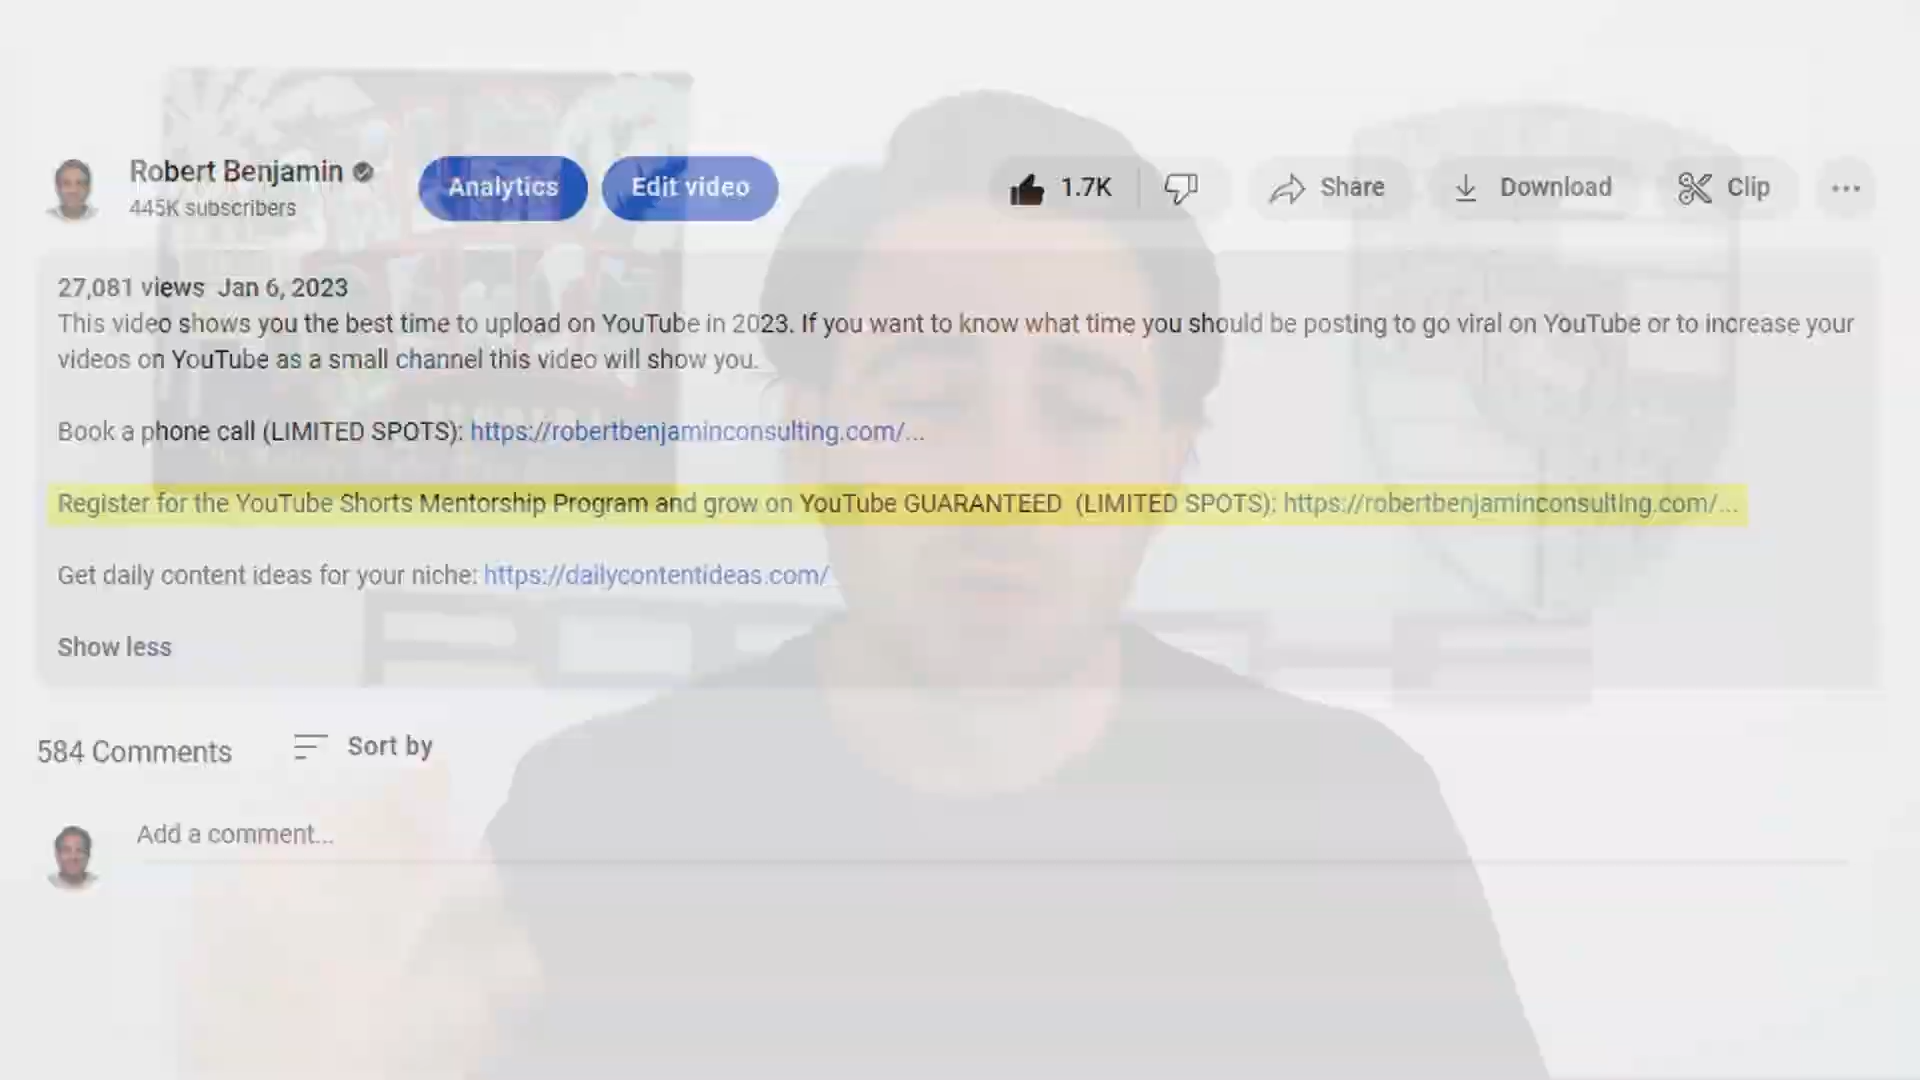 Robert Benjamin
445K subscribers
Analytics
Edit video
1.7K
Share
Download
Clip
27,081 views Jan 6, 2023
This video shows you the best time to upload on YouTube in 2023. If you want to know what time you should be posting to go viral on YouTube or to increase your
videos on YouTube as a small channel this video will show you.
Book a phone call (LIMITED SPOTS): https://robertbenjaminconsulting.com/...
Register for the YouTube Shorts Mentorship Program and grow on YouTube GUARANTEED (LIMITED SPOTS): https://robertbenjaminconsulting.com/...
Get daily content ideas for your niche: https://dailycontentideas.com/
Show less
584 Comments
Sort by
Add a comment...